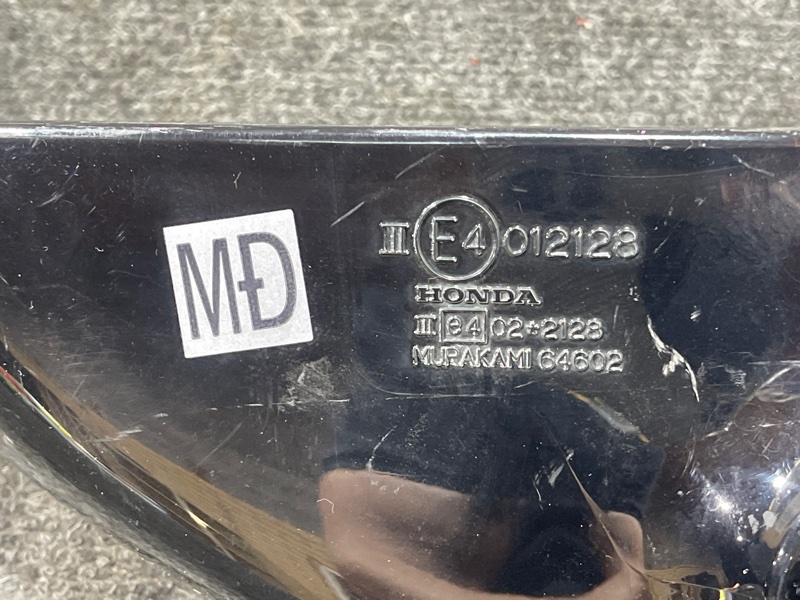 MĐ
III E4 012128
HONDA
III e4 02*2128
MURAKAMI 64602